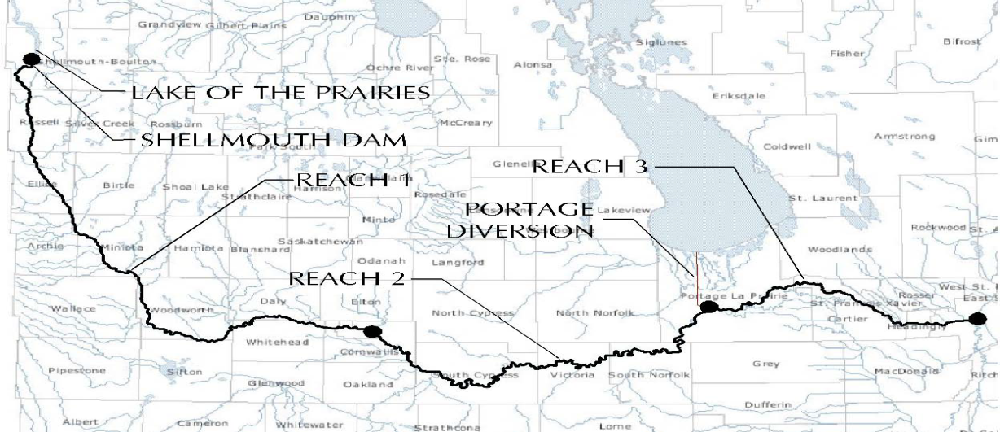 Dauphin
Grandview Gilbert Plains
Siglunes
Bifrost
Fisher
Shellmouth-Boulton
Ste. Rose
Ochre River
Alonsa
LAKE OF THE PRAIRIES
Eriksdale
Russell Silver Creek Rossburn
McCreary
Armstrong
SHELLMOUTH DAM
Park South
Coldwell
Glenella
REACH 3
REACH 1
Birtle
Shoal Lake
Strathclaire
Harrison
Rosedale
St. Laurent
PORTAGE
DIVERSION
Lakeview
Minto
Rockwood
Archie
Miniota
Hamiota Blanshard
Saskatchewan
Woodlands
Odanah
Langford
REACH 2
Portage La Prairie
Rosser
West St.
St. Francois Xavier
Wallace
Woodworth
Daly
Elton
North Cypress
North Norfolk
Cartier
Headingly
Whitehead
Cornwallis
Grey
Pipestone
Sifton
Glenwood
Oakland
South Cypress
Victoria
South Norfolk
MacDonald
Dufferin
Albert
Cameron
Whitewater
Strathcona
Lorne